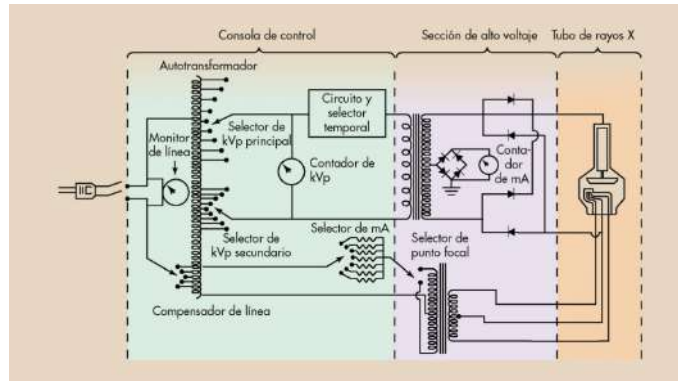 Consola de control
Sección de alto voltaje
Tubo de rayos X
Autotransformador
Circuito y
selector
temporal
Monitor
de línea
Selector de
kVp principal
Contador de
kVp
Conta-
dor
de mA
Selector de
kVp secundario
Selector de mA
Selector de
punto focal
Compensador de línea